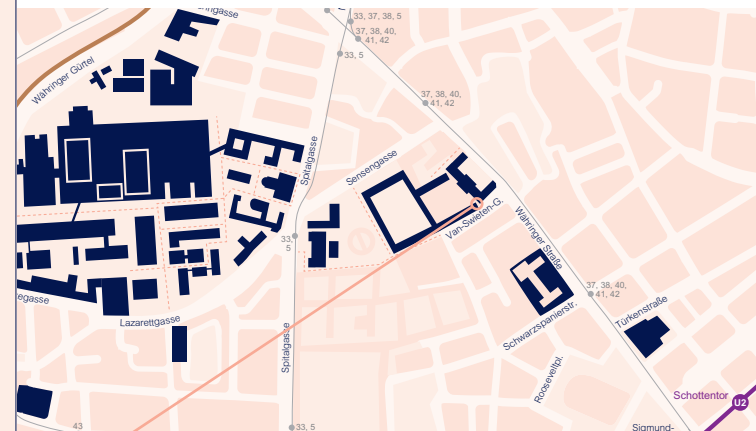 33, 37, 38, 5
37, 38, 40,
41, 42
33, 5
Währinger Gürtel
37, 38, 40,
41, 42
Spitalgasse
Sensengasse
Van-Swieten-G.
Währinger Straße
33,
5
37, 38, 40,
41, 42
Türkenstraße
Lazarettgasse
Schwarzspanierstr.
Spitalgasse
Rooseveltpl.
Schottentor
U2
43
33, 5
Sigmund-